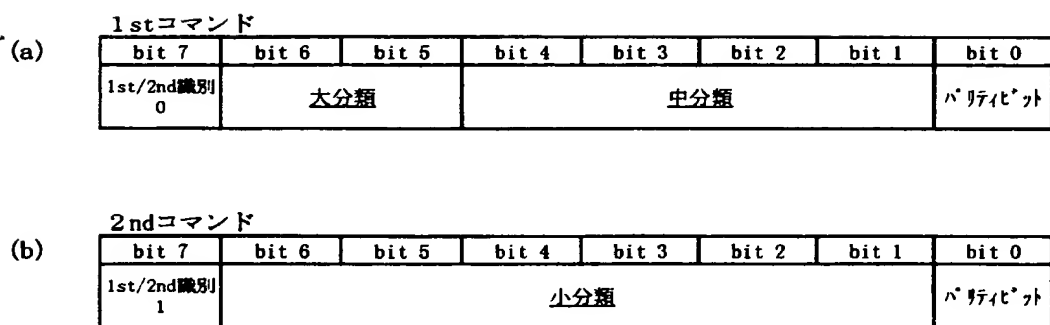 1stコマンド
(a)
bit 7 bit 6 bit 5 bit 4 bit 3 bit 2 bit 1 bit 0
1st/2nd識別
0
大分類 中分類 パリティビット
2ndコマンド
(b)
bit 7 bit 6 bit 5 bit 4 bit 3 bit 2 bit 1 bit 0
1st/2nd識別
1
小分類 パリティビット